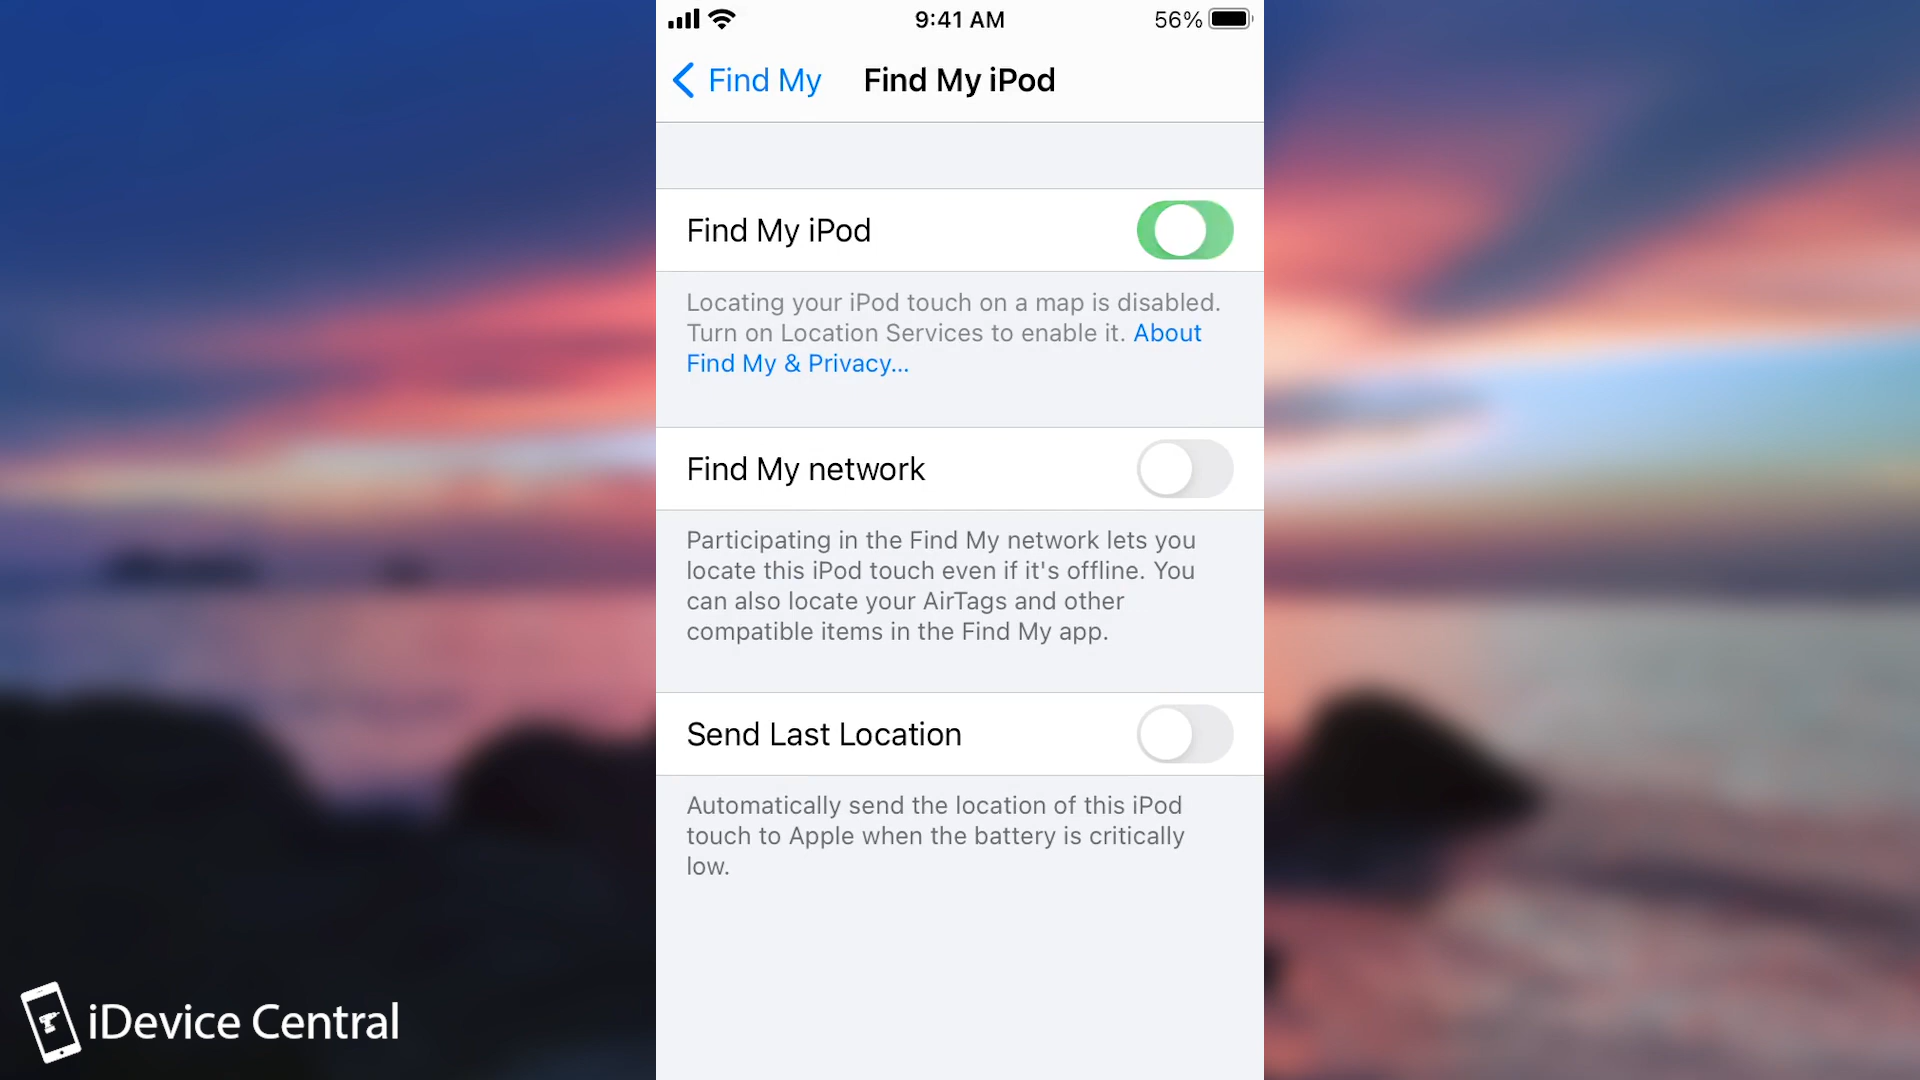 9:41 AM
56%
Find My
Find My iPod
Find My iPod
Locating your iPod touch on a map is disabled.
Turn on Location Services to enable it. About
Find My & Privacy...
Find My network
Participating in the Find My network lets you
locate this iPod touch even if it's offline. You
can also locate your AirTags and other
compatible items in the Find My app.
Send Last Location
Automatically send the location of this iPod
touch to Apple when the battery is critically
low.
iDevice Central